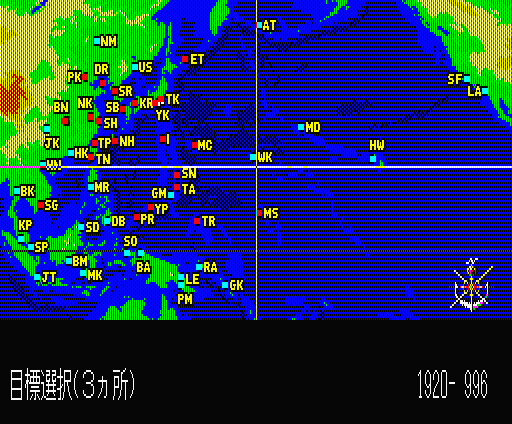 AT
NM
ET
DR
US
PK
SF
SR
LA
NK
KR
TK
BN
SB
YK
SH
MD
JK
TP
NH
I
MC
HW
HK
TN
WK
SN
BK
MR
GM
TA
SG
YP
MS
KP
SD
DB
PR
TR
SP
SO
BM
BA
RA
JT
MK
LE
GK
PM
目標選択(3ヵ所)
1920- 996